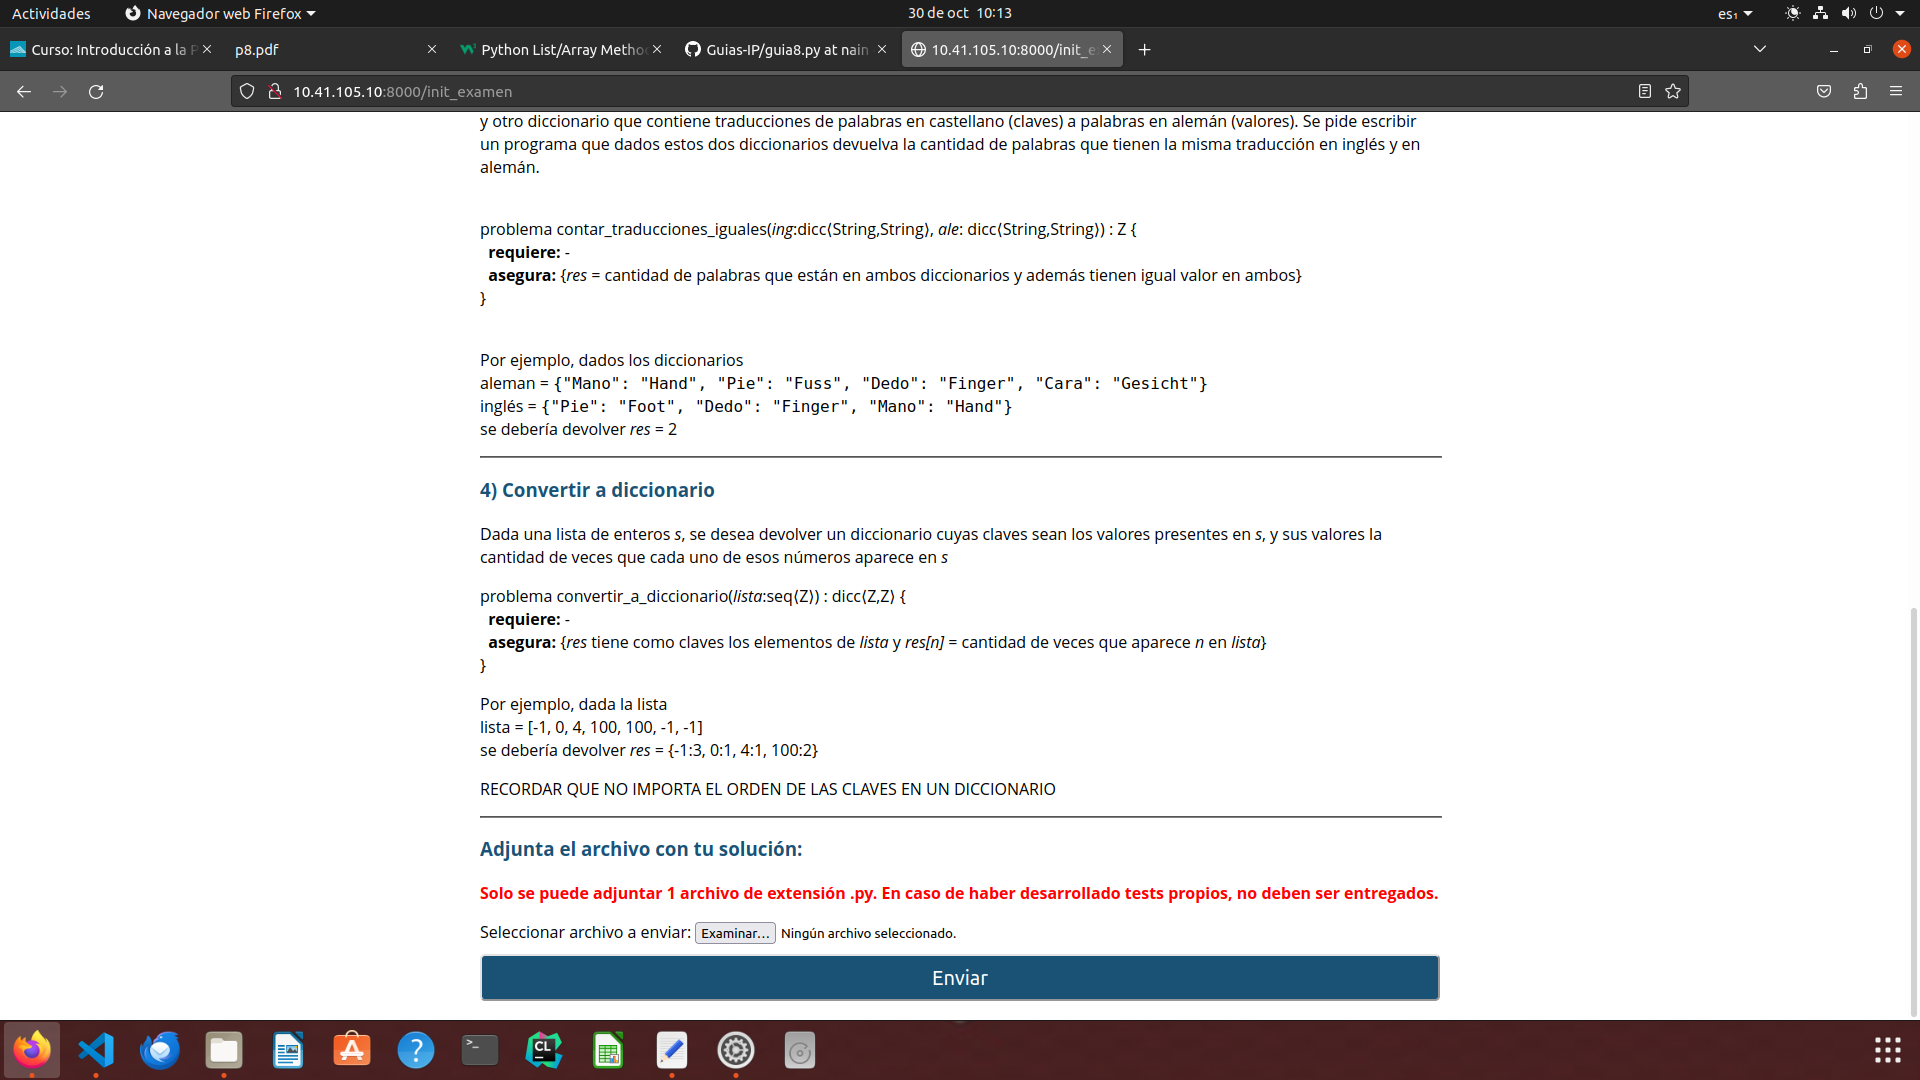 Actividades
Navegador web Firefox
30 de oct 10:13
es₁
Curso: Introducción a la P
p8.pdf
Python List/Array Metho
Guias-IP/guia8.py at nain
10.41.105.10:8000/init_e
10.41.105.10:8000/init_examen
y otro diccionario que contiene traducciones de palabras en castellano (claves) a palabras en alemán (valores). Se pide escribir
un programa que dados estos dos diccionarios devuelva la cantidad de palabras que tienen la misma traducción en inglés y en
alemán.
problema contar_traducciones_iguales(ing:dicc⟨String,String⟩, ale: dicc⟨String,String⟩) : Z {
requiere: -
asegura: {res = cantidad de palabras que están en ambos diccionarios y además tienen igual valor en ambos}
}
Por ejemplo, dados los diccionarios
aleman = {"Mano": "Hand", "Pie": "Fuss", "Dedo": "Finger", "Cara": "Gesicht"}
inglés = {"Pie": "Foot", "Dedo": "Finger", "Mano": "Hand"}
se debería devolver res = 2
4) Convertir a diccionario
Dada una lista de enteros s, se desea devolver un diccionario cuyas claves sean los valores presentes en s, y sus valores la
cantidad de veces que cada uno de esos números aparece en s
problema convertir_a_diccionario(lista:seq⟨Z⟩) : dicc⟨Z,Z⟩ {
requiere: -
asegura: {res tiene como claves los elementos de lista y res[n] = cantidad de veces que aparece n en lista}
}
Por ejemplo, dada la lista
lista = [-1, 0, 4, 100, 100, -1, -1]
se debería devolver res = {-1:3, 0:1, 4:1, 100:2}
RECORDAR QUE NO IMPORTA EL ORDEN DE LAS CLAVES EN UN DICCIONARIO
Adjunta el archivo con tu solución:
Solo se puede adjuntar 1 archivo de extensión .py. En caso de haber desarrollado tests propios, no deben ser entregados.
Seleccionar archivo a enviar: Examinar... Ningún archivo seleccionado.
Enviar
CL